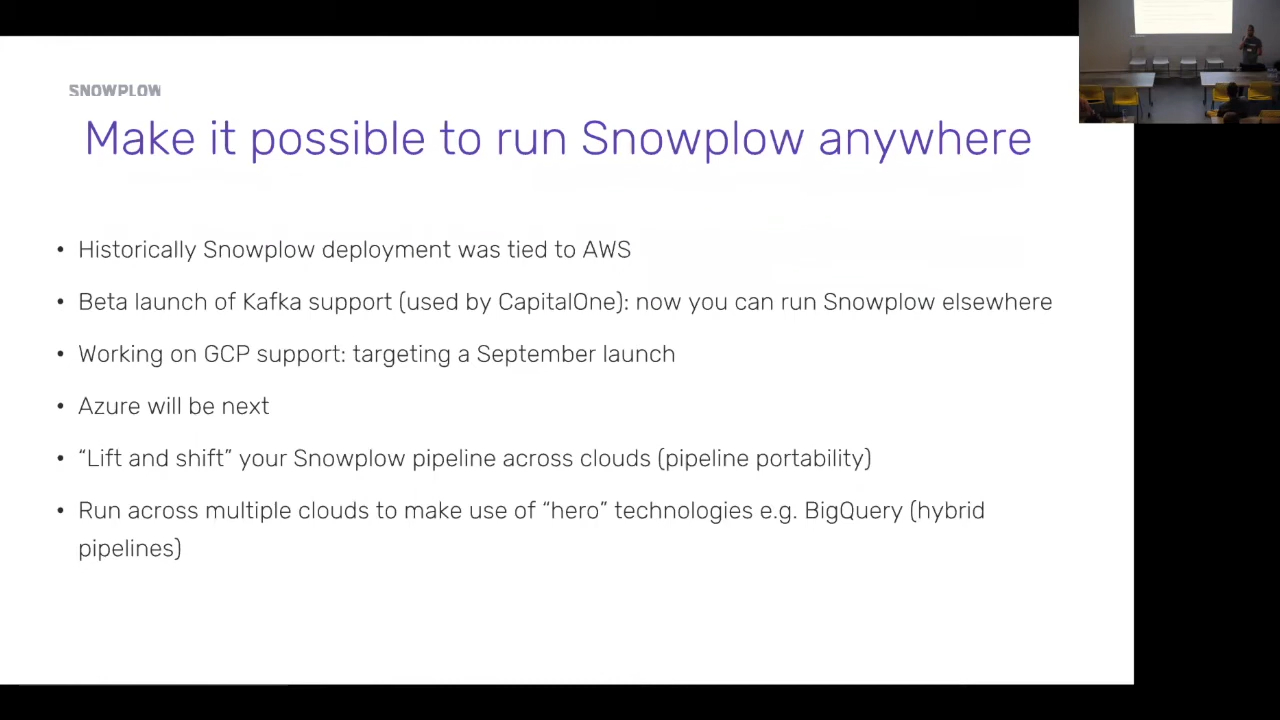 SNOWPLOW
Make it possible to run Snowplow anywhere
• Historically Snowplow deployment was tied to AWS
• Beta launch of Kafka support (used by CapitalOne): now you can run Snowplow elsewhere
• Working on GCP support: targeting a September launch
• Azure will be next
• “Lift and shift” your Snowplow pipeline across clouds (pipeline portability)
• Run across multiple clouds to make use of “hero” technologies e.g. BigQuery (hybrid
pipelines)